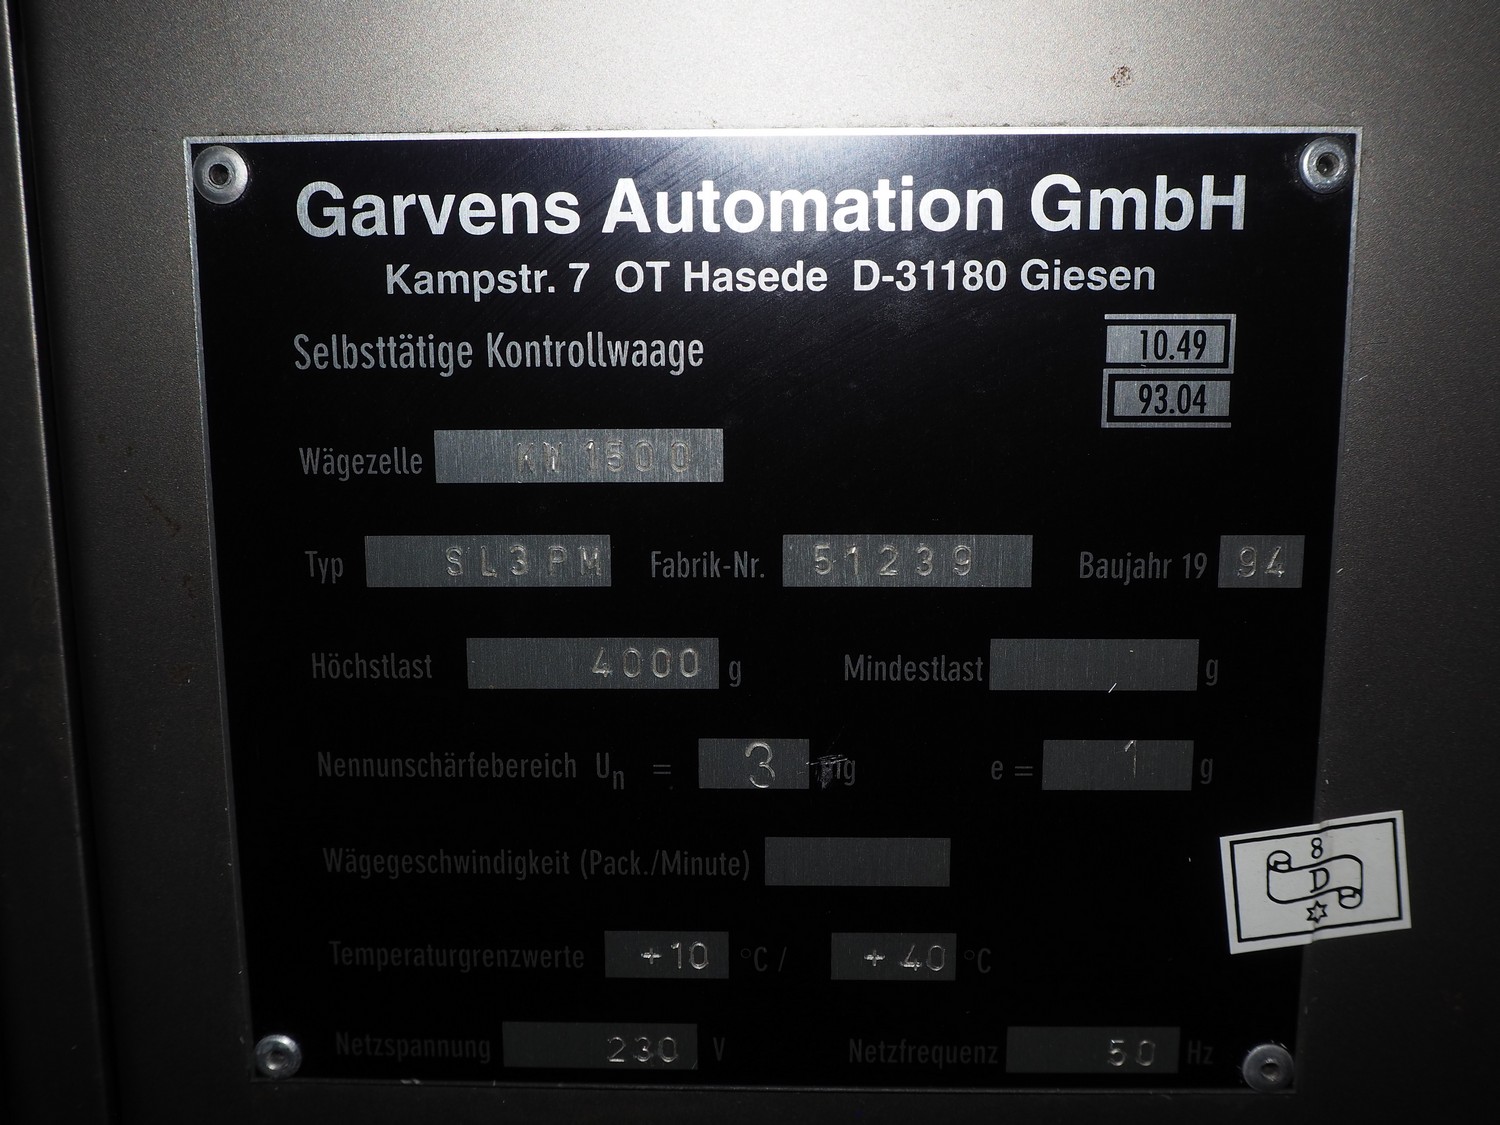 Garvens Automation GmbH
Kampstr. 7 OT Hasede D-31180 Giesen
Selbsttätige Kontrollwaage
10.49
93.04
Wägezelle KW 1500
Typ SL3PM Fabrik-Nr. 51239 Baujahr 19 94
Höchstlast 4000 g Mindestlast g
Nennunschärfebereich Un = 3 g e = 1 g
Wägegeschwindigkeit (Pack./Minute)
Temperaturgrenzwerte +10 °C / +40 °C
Netzspannung 230 V Netzfrequenz 50 Hz
8
D